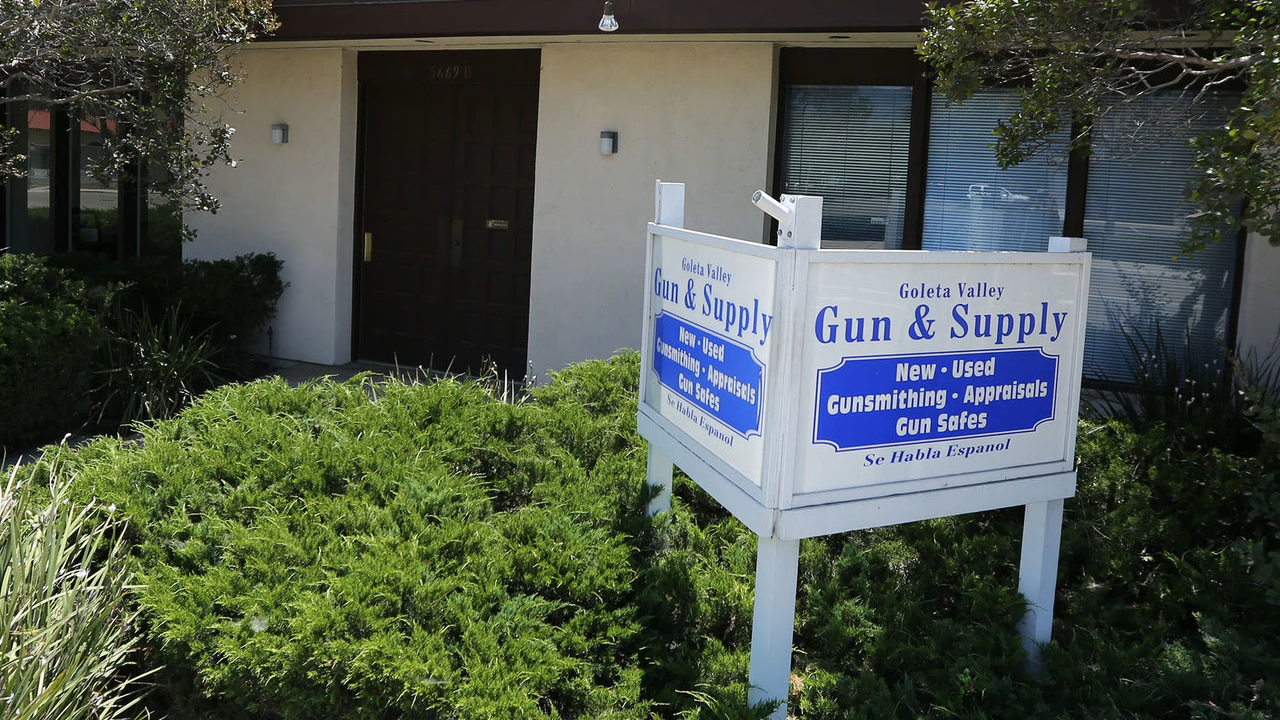 5669 B
Goleta Valley
Gun & Supply
New · Used
Gunsmithing · Appraisals
Gun Safes
Se Habla Espanol
Goleta Valley
Gun & Supply
New · Used
Gunsmithing · Appraisals
Gun Safes
Se Habla Espanol